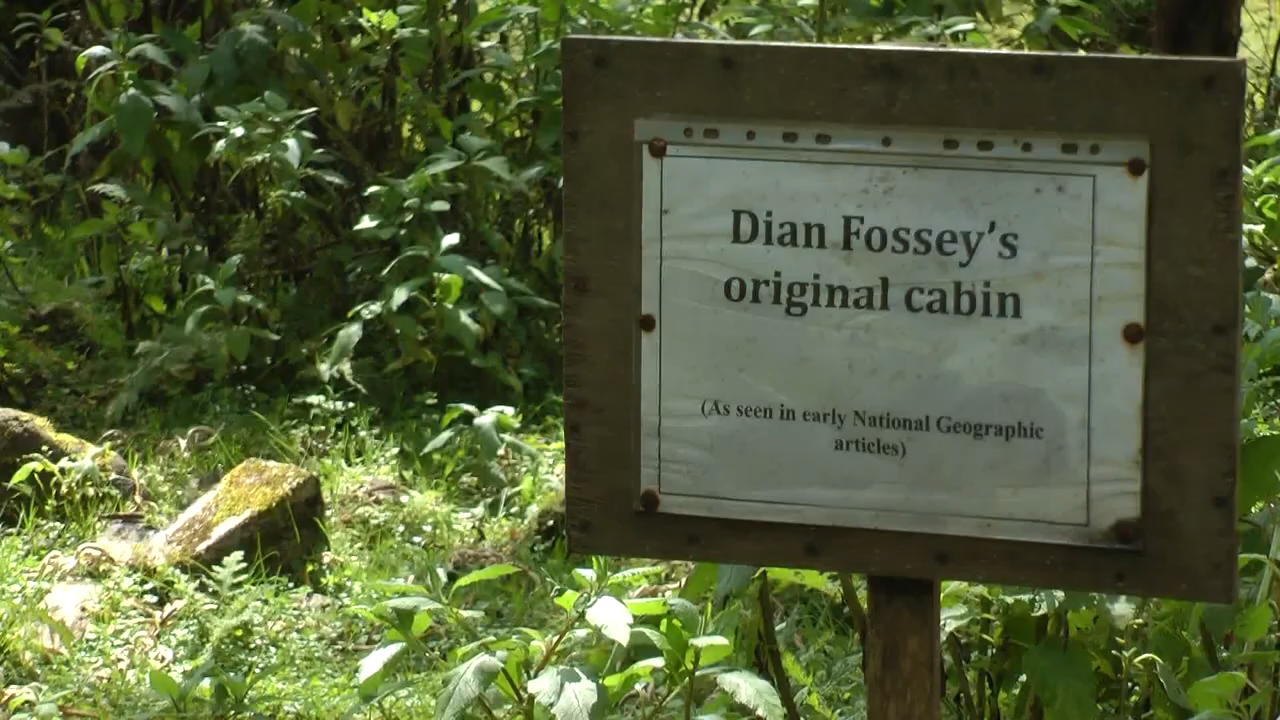 Dian Fossey’s
original cabin
(As seen in early National Geographic
articles)